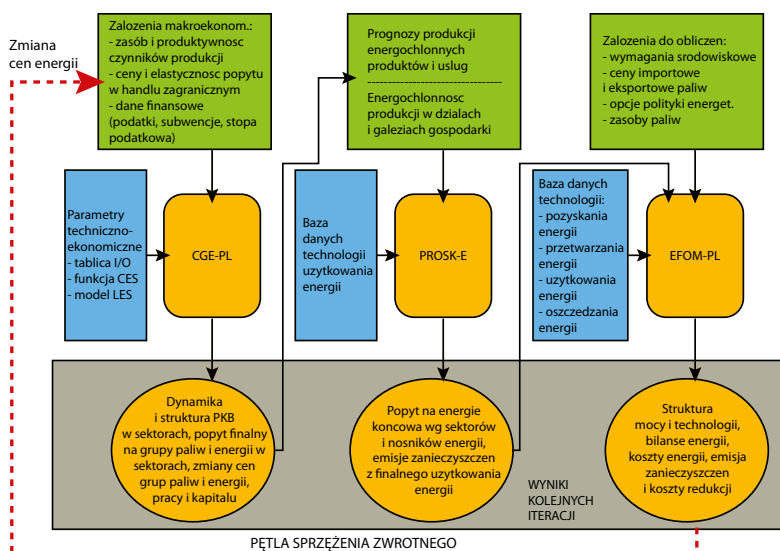 Zmiana
cen energii
Zalozenia makroekonom.:
- zasób i produktywnosc
czynników produkcji
- ceny i elastycznosc popytu
w handlu zagranicznym
- dane finansowe
(podatki, subwencje, stopa
podatkowa)
Prognozy produkcji
energochlonnych
produktów i uslug
--------------------------------
Energochlonnosc
produkcji w dzialach
i galeziach gospodarki
Zalozenia do obliczen:
- wymagania srodowiskowe
- ceny importowe
i eksportowe paliw
- opcje polityki energet.
- zasoby paliw
Parametry
techniczno-
ekonomiczne
- tablica I/O
- funkcja CES
- model LES
CGE-PL
Baza
danych
technologii
uzytkowania
energii
PROSK-E
Baza danych
technologii:
- pozyskania
energii
- przetwarzania
energii
- uzytkowania
energii
- oszczedzania
energii
EFOM-PL
Dynamika
i struktura PKB
w sektorach, popyt finalny
na grupy paliw i energii w
sektorach, zmiany cen
grup paliw i energii,
pracy i kapitalu
Popyt na energie
koncowa wg sektorów
i nosników energii,
emisje zanieczyszczen
z finalnego uzytkowania
energii
Struktura
mocy i technologii,
bilanse energii,
koszty energii, emisja
zanieczyszczen
i koszty redukcji
WYNIKI
KOLEJNYCH
ITERACJI
PĘTLA SPRZĘŻENIA ZWROTNEGO